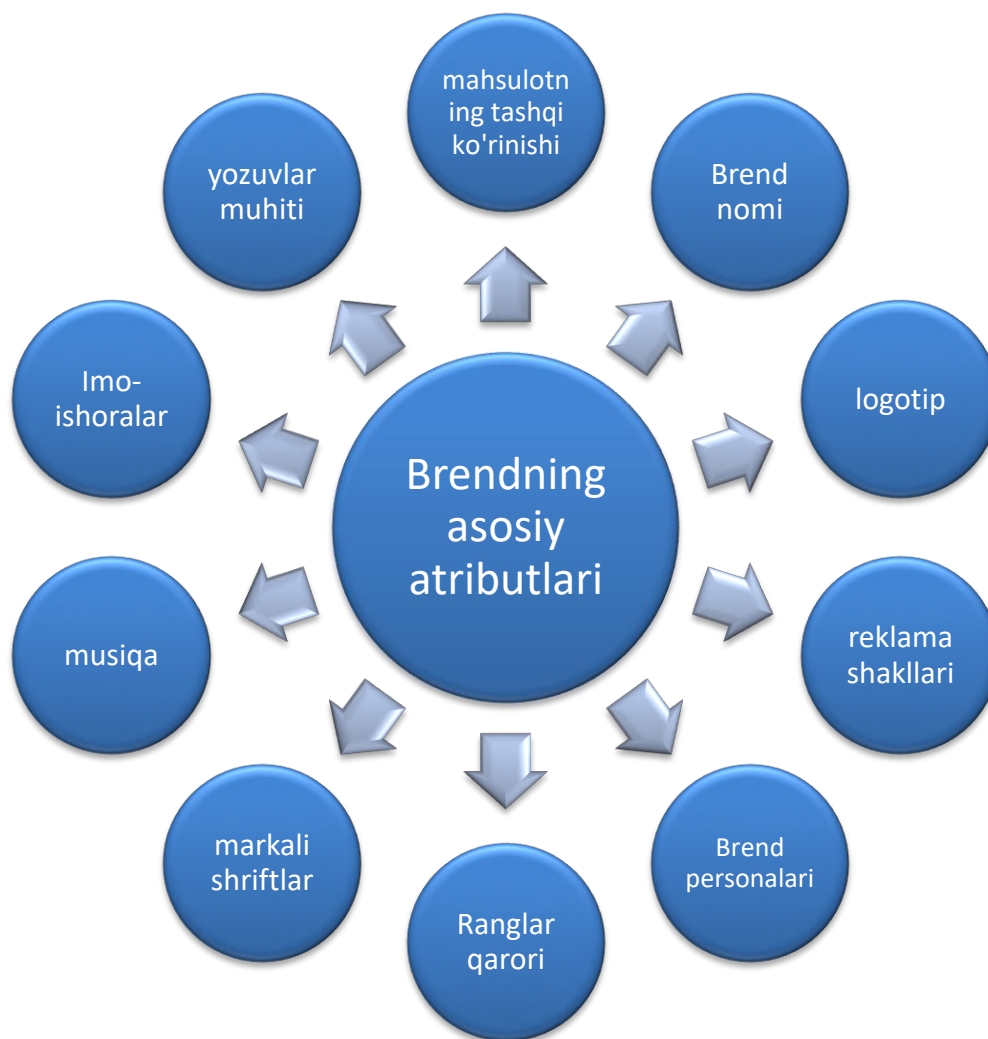 mahsulotn
ing tashqi
ko'rinishi
Brend
nomi
logotip
reklama
shakllari
Brend
personalari
Ranglar
qarori
markali
shriftlar
musiqa
Imo-
ishoralar
yozuvlar
muhiti
Brendning
asosiy
atributlari